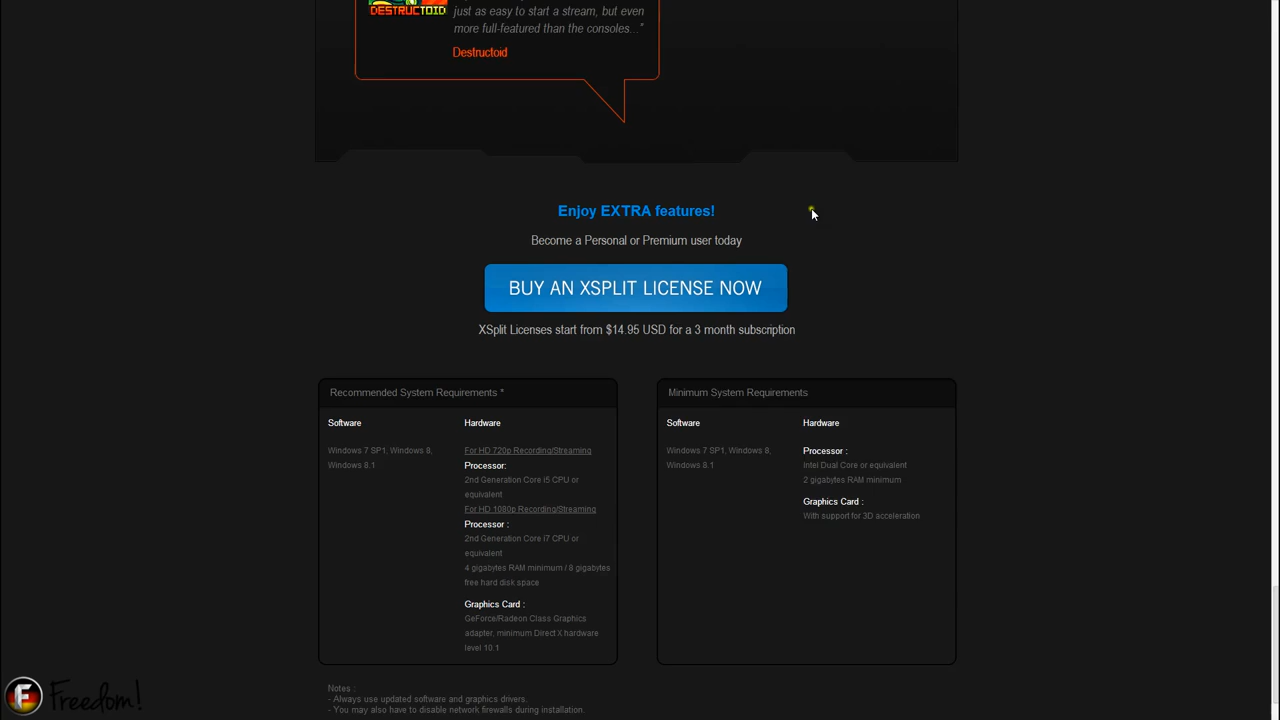 just as easy to start a stream, but even
more full-featured than the consoles..."
DESTRUCTOID
Destructoid
Enjoy EXTRA features!
Become a Personal or Premium user today
BUY AN XSPLIT LICENSE NOW
XSplit Licenses start from $14.95 USD for a 3 month subscription
Recommended System Requirements *
Software
Windows 7 SP1, Windows 8,
Windows 8.1
Hardware
For HD 720p Recording/Streaming
Processor:
2nd Generation Core i5 CPU or
equivalent
For HD 1080p Recording/Streaming
Processor :
2nd Generation Core i7 CPU or
equivalent
4 gigabytes RAM minimum / 8 gigabytes
free hard disk space
Graphics Card :
GeForce/Radeon Class Graphics
adapter, minimum Direct X hardware
level 10.1
Minimum System Requirements
Software
Windows 7 SP1, Windows 8,
Windows 8.1
Hardware
Processor :
Intel Dual Core or equivalent
2 gigabytes RAM minimum
Graphics Card :
With support for 3D acceleration
Notes :
- Always use updated software and graphics drivers.
- You may also have to disable network firewalls during installation.
F Freedom!